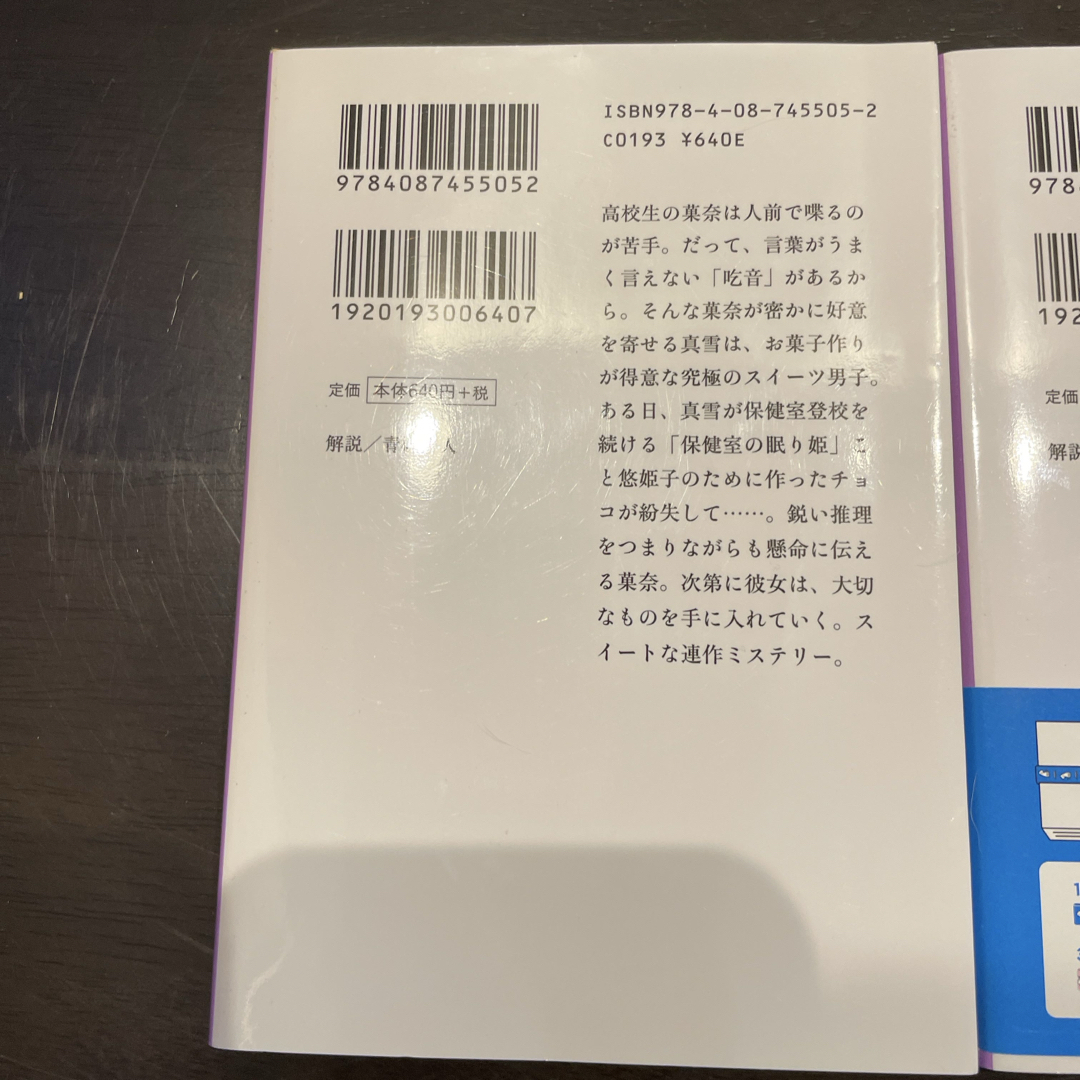 9784087455052
1920193006407
定価 本体640円+税
解説／青
人
ISBN978-4-08-745505-2
C0193 ¥640E
高校生の菓奈は人前で喋るの
が苦手。だって、言葉がうま
く言えない「吃音」があるか
ら。そんな菓奈が密かに好意
を寄せる真雪は、お菓子作り
が得意な究極のスイーツ男子。
ある日、真雪が保健室登校を
続ける「保健室の眠り姫」こ
と悠姫子のために作ったチョ
コが紛失して……。鋭い推理
をつまりながらも懸命に伝え
る菓奈。次第に彼女は、大切
なものを手に入れていく。ス
イートな連作ミステリー。
978
192
定価
解説